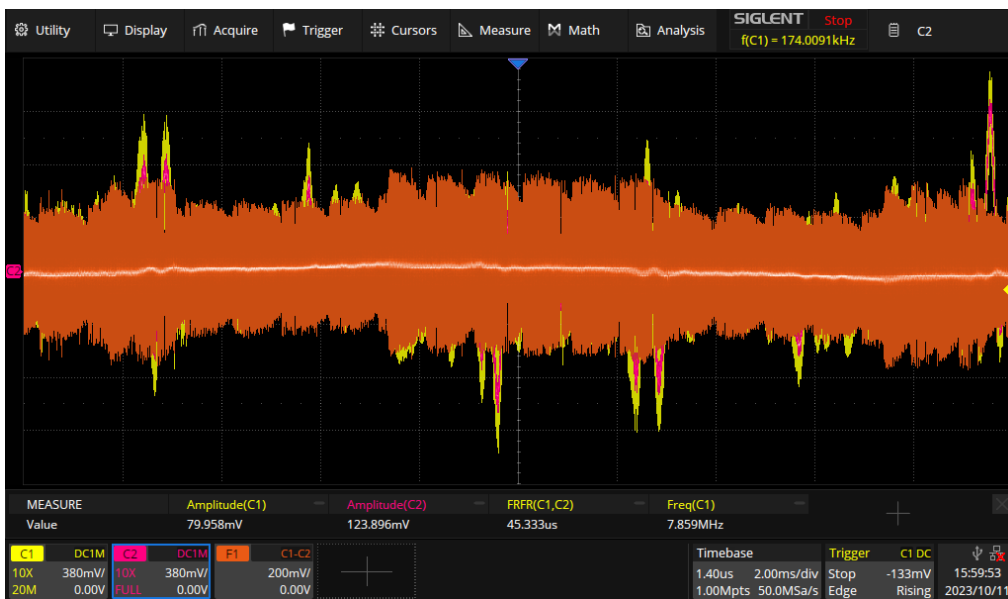 Utility Display Acquire Trigger Cursors Measure Math Analysis SIGLENT Stop C2
f(C1) = 174.0091kHz
C2
MEASURE Amplitude(C1) Amplitude(C2) FRFR(C1,C2) Freq(C1)
Value 79.958mV 123.896mV 45.333us 7.859MHz
C1 DC1M C2 DC1M F1 C1-C2 Timebase Trigger C1 DC
10X 380mV/ 10X 380mV/ 200mV/ 1.40us 2.00ms/div Stop -133mV 15:59:53
20M 0.00V FULL 0.00V 0.00V 1.00Mpts 50.0MSa/s Edge Rising 2023/10/11